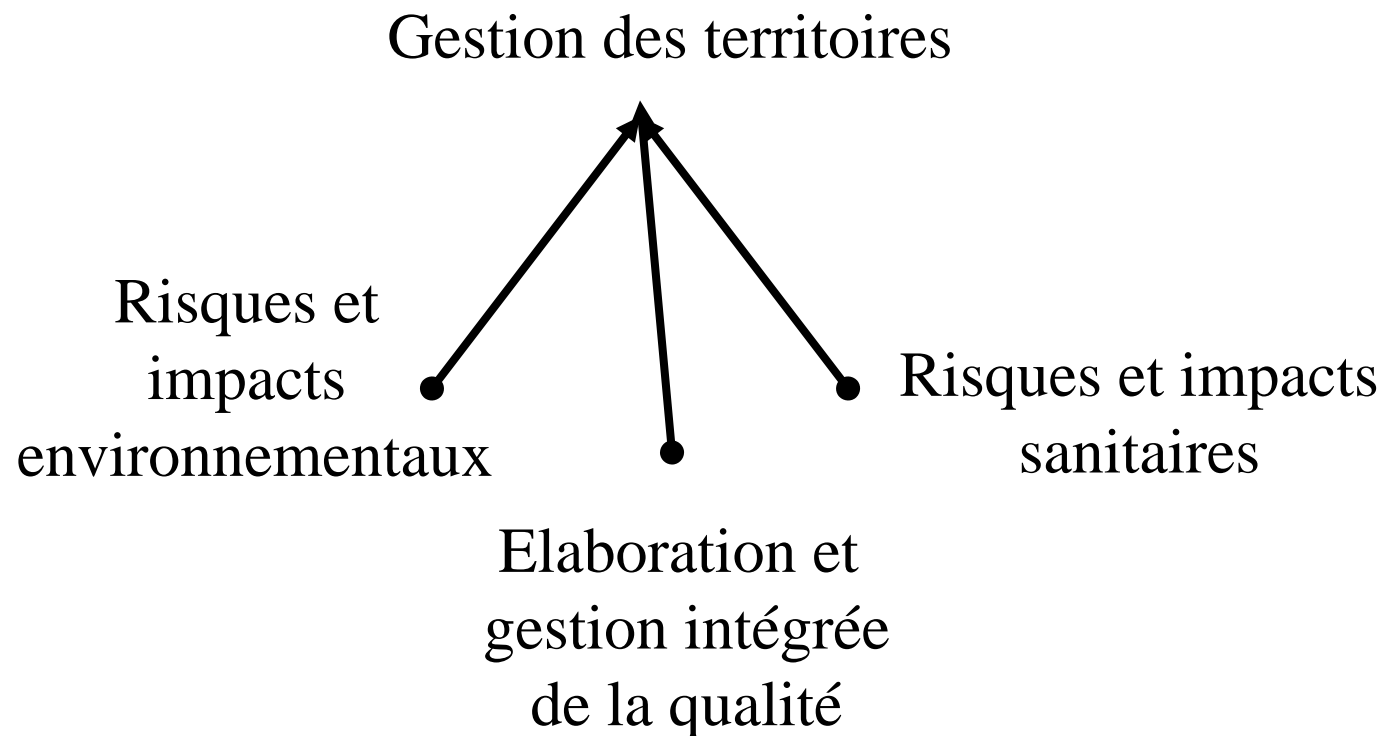 Gestion des territoires
Risques et
impacts
environnementaux
Risques et impacts
sanitaires
Elaboration et
gestion intégrée
de la qualité